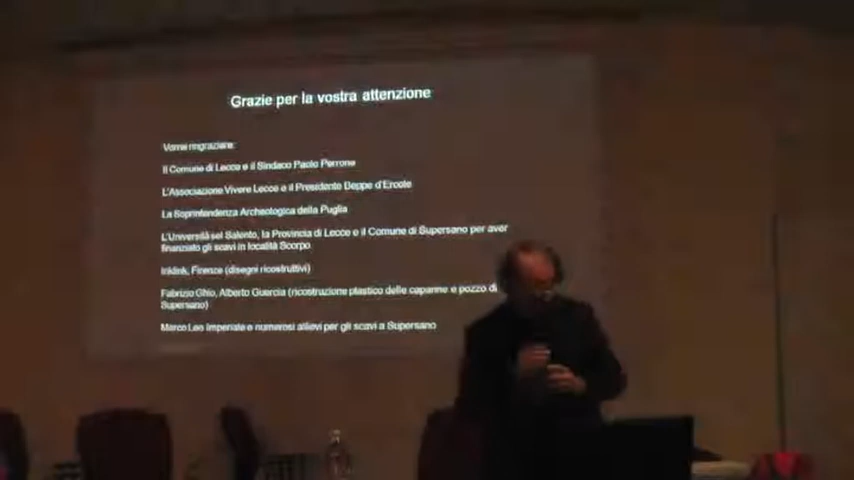 Grazie per la vostra attenzione
Vorrei ringraziare:
Il Comune di Lecce e il Sindaco Paolo Perrone
L'Associazione Vivere Lecce e il Presidente Beppe d'Ercole
La Soprintendenza Archeologica della Puglia
L'Università sel Salento, la Provincia di Lecce e il Comune di Supersano per aver
finanziato gli scavi in località Scorpo
Inklink, Firenze (disegni ricostruttivi)
Fabrizio Ghio, Alberto Guercia (ricostruzione plastico delle capanne e pozzo di
Supersano)
Marco Leo Imperiale e numerosi allievi per gli scavi a Supersano